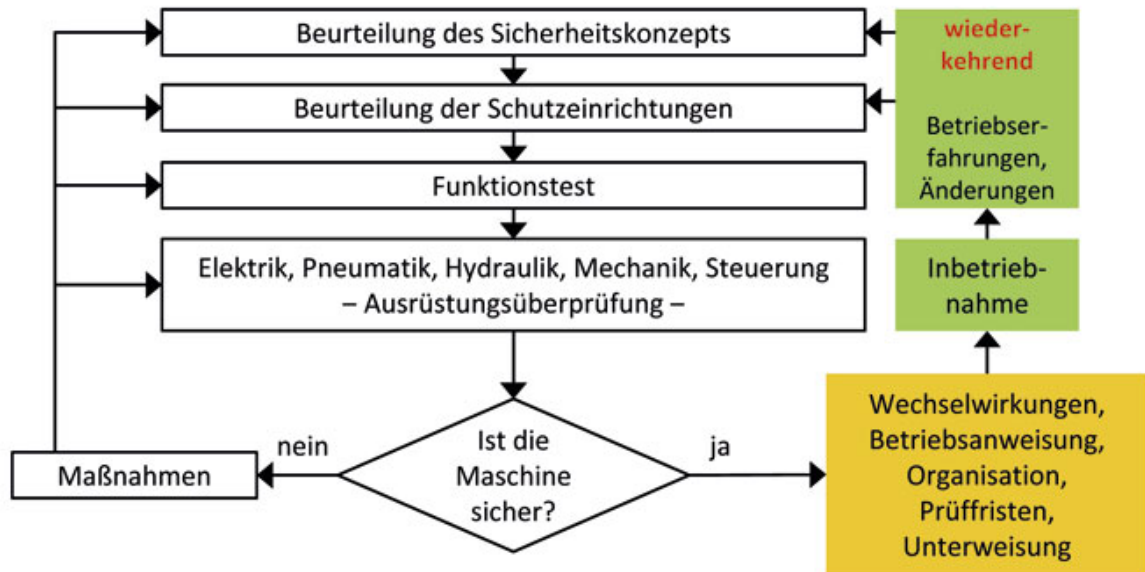 Beurteilung des Sicherheitskonzepts
Beurteilung der Schutzeinrichtungen
Funktionstest
Elektrik, Pneumatik, Hydraulik, Mechanik, Steuerung
– Ausrüstungsüberprüfung –
Ist die
Maschine
sicher?
nein
Maßnahmen
ja
Wechselwirkungen,
Betriebsanweisung,
Organisation,
Prüffristen,
Unterweisung
Inbetrieb-
nahme
wieder-
kehrend
Betriebser-
fahrungen,
Änderungen